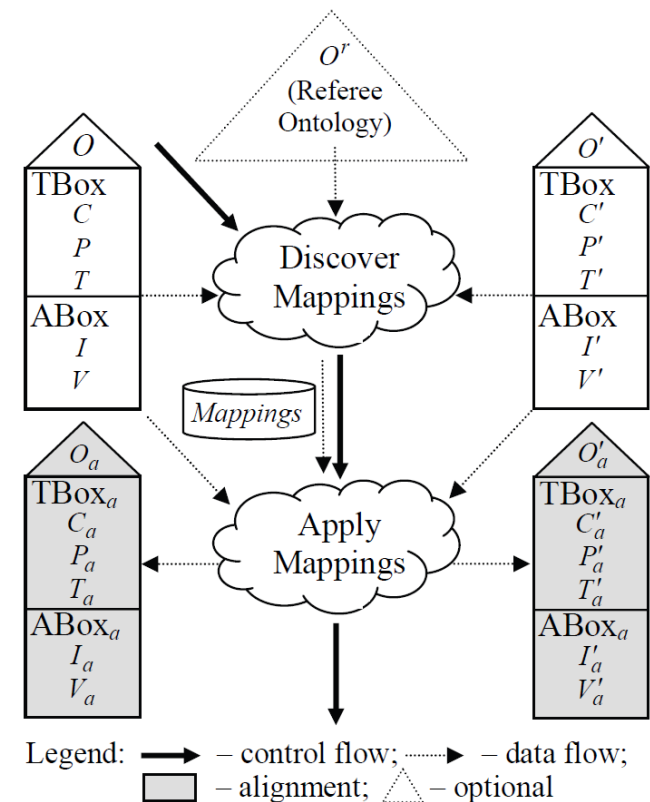 O^r
(Referee
Ontology)
O
TBox
C
P
T
ABox
I
V
O'
TBox
C'
P'
T'
ABox
I'
V'
Discover
Mappings
Mappings
Apply
Mappings
O_a
TBox_a
C_a
P_a
T_a
ABox_a
I_a
V_a
O'_a
TBox_a
C'_a
P'_a
T'_a
ABox_a
I'_a
V'_a
Legend: – control flow; – data flow;
– alignment; – optional